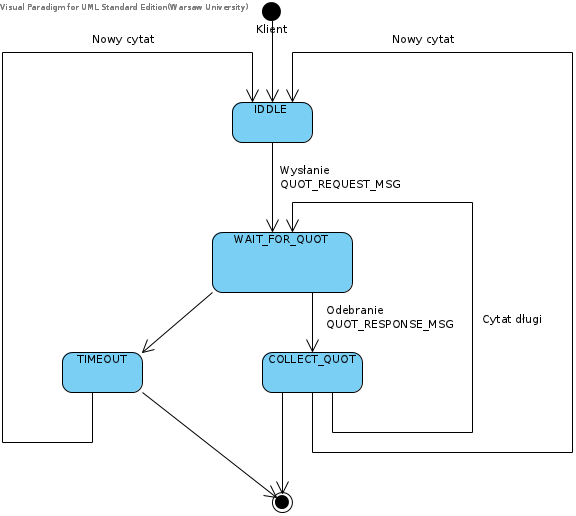 Visual Paradigm for UML Standard Edition(Warsaw University)
Klient
Nowy cytat
Nowy cytat
IDDLE
Wysłanie
QUOT_REQUEST_MSG
WAIT_FOR_QUOT
Odebranie
QUOT_RESPONSE_MSG
Cytat długi
TIMEOUT
COLLECT_QUOT